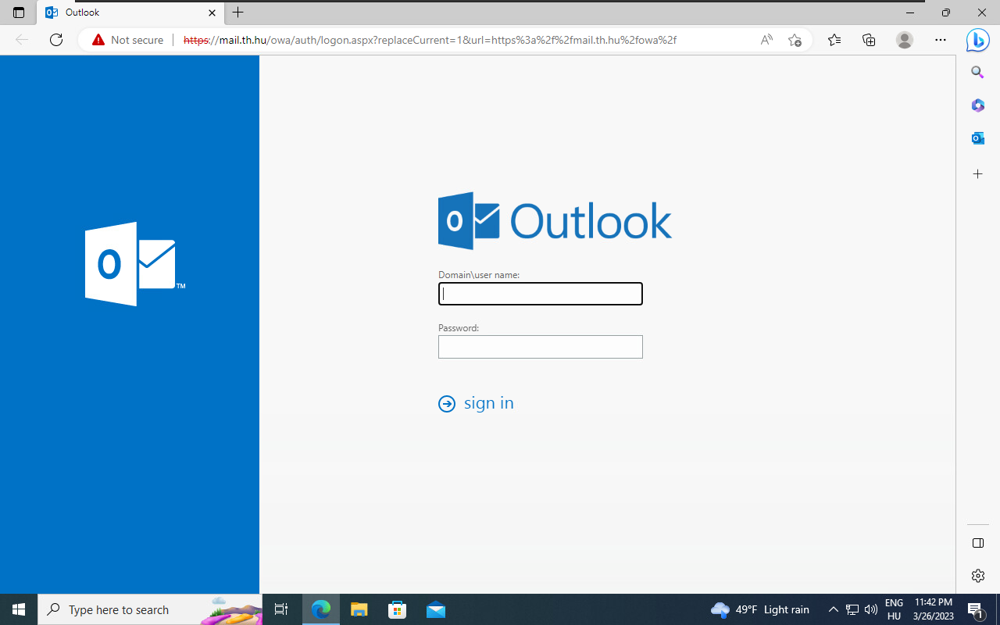 Outlook
Not secure
https://mail.th.hu/owa/auth/logon.aspx?replaceCurrent=1&url=https%3a%2f%2fmail.th.hu%2fowa%2f
O TM
O Outlook
Domain\user name:
Password:
sign in
Type here to search
49°F Light rain
ENG
HU
11:42 PM
3/26/2023
1